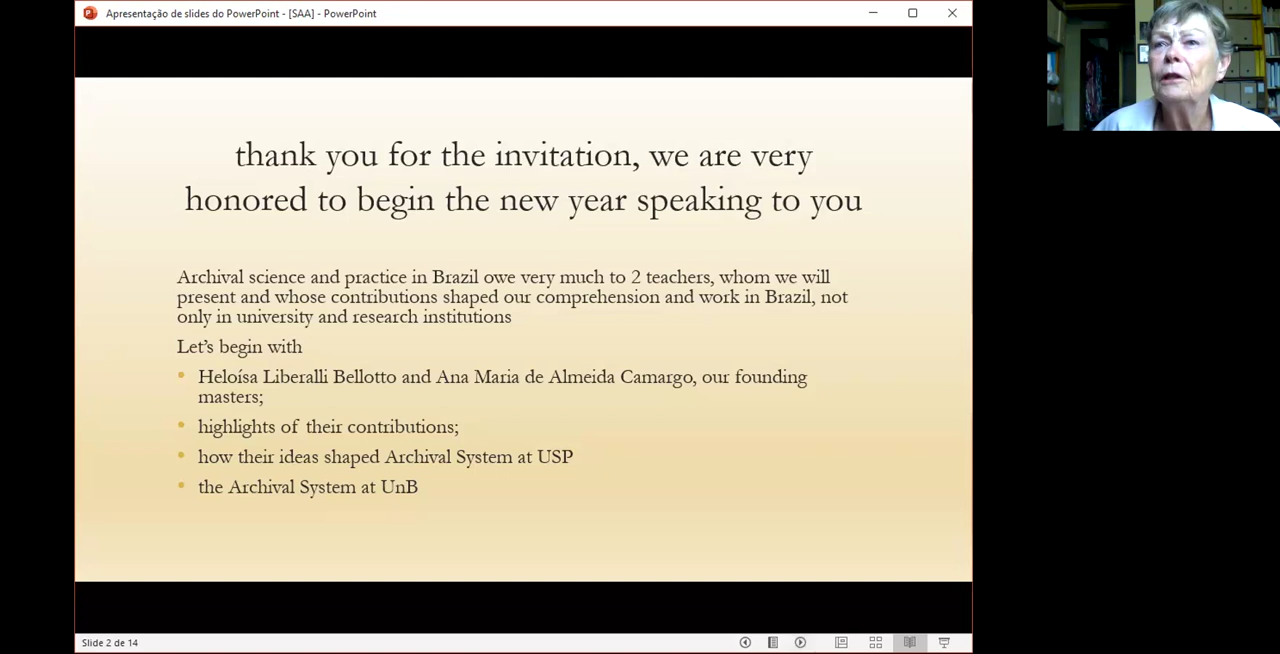 Apresentação de slides do PowerPoint - [SAA] - PowerPoint
thank you for the invitation, we are very
honored to begin the new year speaking to you
Archival science and practice in Brazil owe very much to 2 teachers, whom we will
present and whose contributions shaped our comprehension and work in Brazil, not
only in university and research institutions
Let's begin with
• Heloísa Liberalli Bellotto and Ana Maria de Almeida Camargo, our founding
masters;
• highlights of their contributions;
• how their ideas shaped Archival System at USP
• the Archival System at UnB
Slide 2 de 14